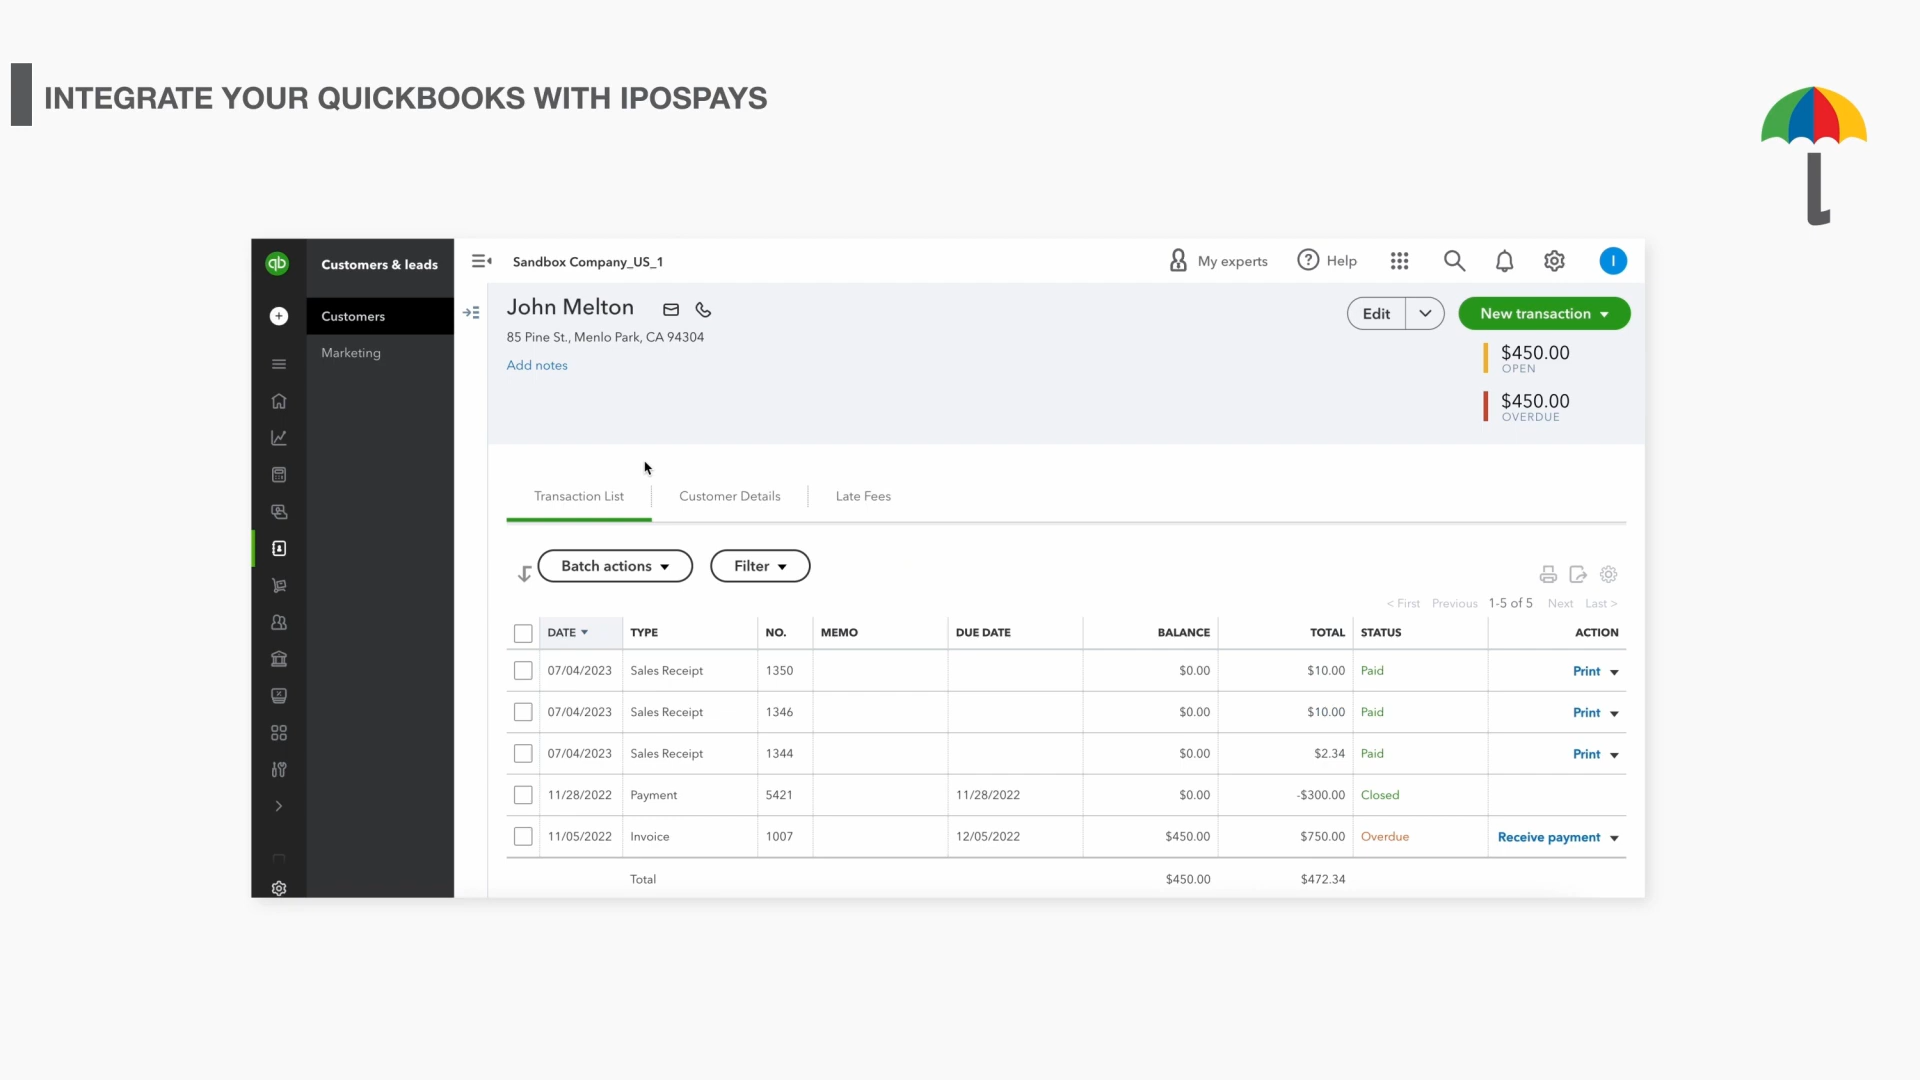 INTEGRATE YOUR QUICKBOOKS WITH IPOSPAYS
qb
Customers & leads
Sandbox Company_US_1
My experts
Help
I
Customers
Marketing
John Melton
Edit
New transaction
85 Pine St., Menlo Park, CA 94304
Add notes
$450.00
OPEN
$450.00
OVERDUE
Transaction List
Customer Details
Late Fees
Batch actions
Filter
< First Previous 1-5 of 5 Next Last >
DATE TYPE NO. MEMO DUE DATE BALANCE TOTAL STATUS ACTION
07/04/2023 Sales Receipt 1350 $0.00 $10.00 Paid Print
07/04/2023 Sales Receipt 1346 $0.00 $10.00 Paid Print
07/04/2023 Sales Receipt 1344 $0.00 $2.34 Paid Print
11/28/2022 Payment 5421 11/28/2022 $0.00 -$300.00 Closed
11/05/2022 Invoice 1007 12/05/2022 $450.00 $750.00 Overdue Receive payment
Total $450.00 $472.34